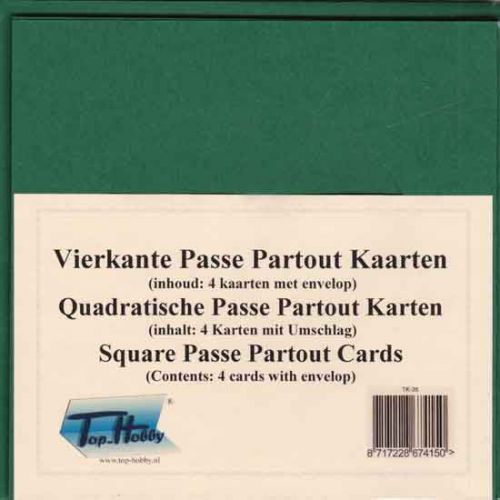 Vierkante Passe Partout Kaarten
(inhoud: 4 kaarten met envelop)
Quadratische Passe Partout Karten
(inhalt: 4 Karten mit Umschlag)
Square Passe Partout Cards
(Contents: 4 cards with envelop)
TK-26
®
Top-Hobby
www.top-hobby.nl
8 717228 674150 >